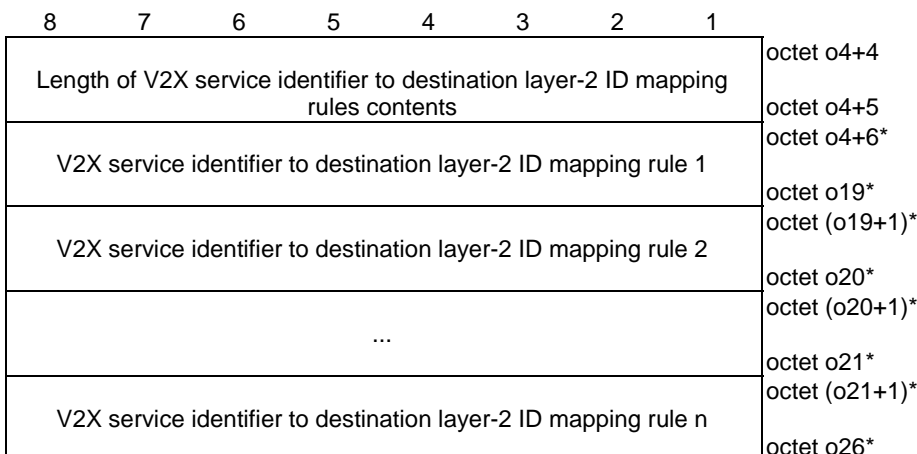 8 7 6 5 4 3 2 1
octet o4+4
Length of V2X service identifier to destination layer-2 ID mapping
rules contents
octet o4+5
octet o4+6*
V2X service identifier to destination layer-2 ID mapping rule 1
octet o19*
octet (o19+1)*
V2X service identifier to destination layer-2 ID mapping rule 2
octet o20*
octet (o20+1)*
...
octet o21*
octet (o21+1)*
V2X service identifier to destination layer-2 ID mapping rule n
octet o26*